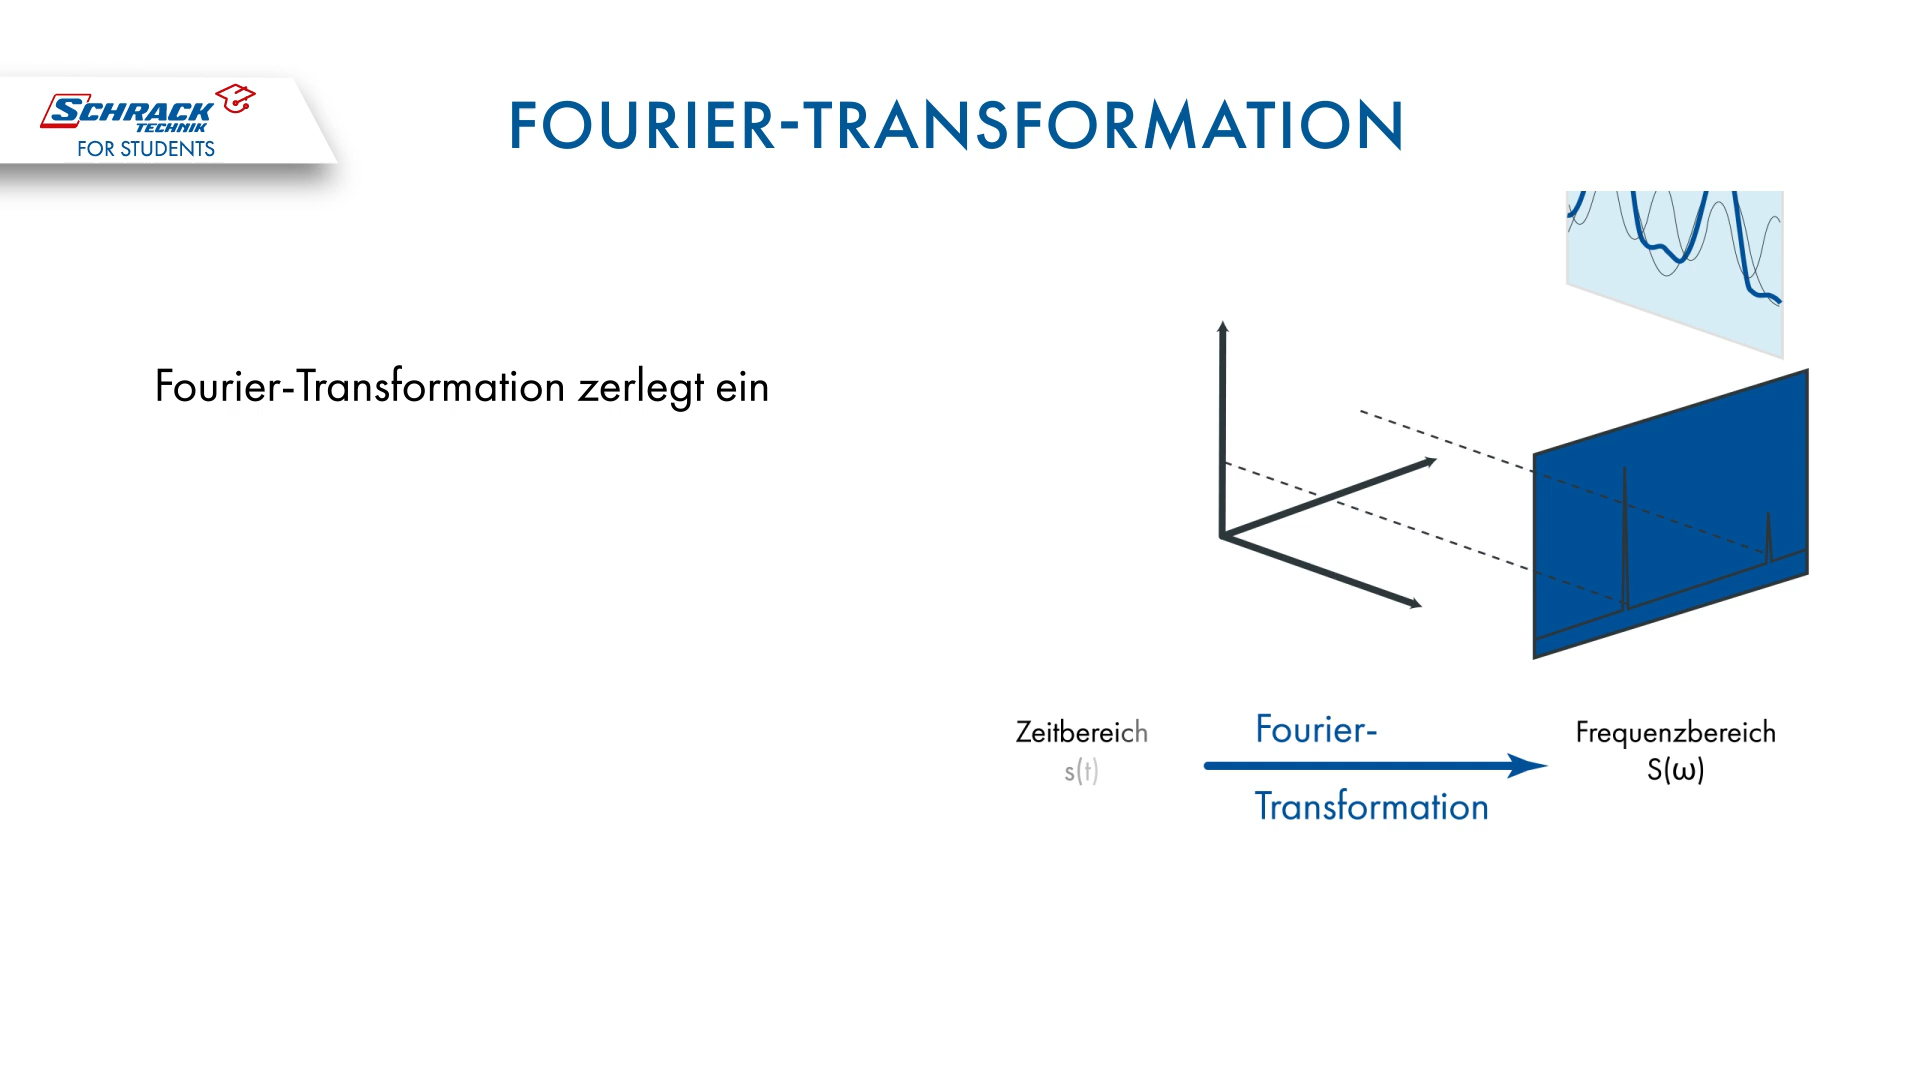 SCHRACK
TECHNIK
FOR STUDENTS
FOURIER-TRANSFORMATION
Fourier-Transformation zerlegt ein
Zeitbereich
s(t)
Fourier-
Transformation
Frequenzbereich
S(ω)